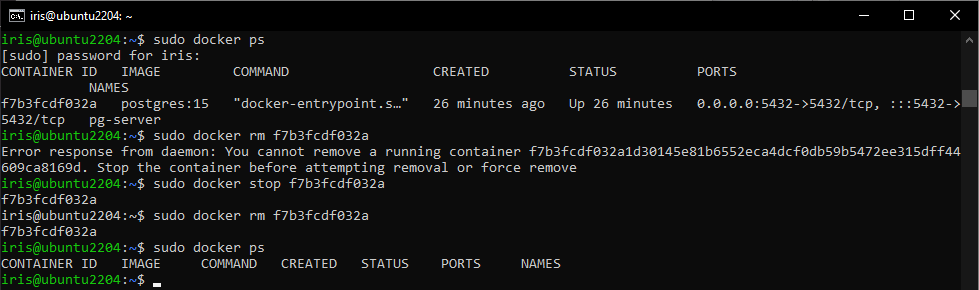 iris@ubuntu2204: ~
iris@ubuntu2204:~$ sudo docker ps
[sudo] password for iris:
CONTAINER ID   IMAGE         COMMAND                  CREATED          STATUS          PORTS
           NAMES
f7b3fcdf032a   postgres:15   "docker-entrypoint.s…"   26 minutes ago   Up 26 minutes   0.0.0.0:5432->5432/tcp, :::5432->
5432/tcp   pg-server
iris@ubuntu2204:~$ sudo docker rm f7b3fcdf032a
Error response from daemon: You cannot remove a running container f7b3fcdf032a1d30145e81b6552eca4dcf0db59b5472ee315dff44
609ca8169d. Stop the container before attempting removal or force remove
iris@ubuntu2204:~$ sudo docker stop f7b3fcdf032a
f7b3fcdf032a
iris@ubuntu2204:~$ sudo docker rm f7b3fcdf032a
f7b3fcdf032a
iris@ubuntu2204:~$ sudo docker ps
CONTAINER ID   IMAGE     COMMAND   CREATED   STATUS    PORTS     NAMES
iris@ubuntu2204:~$